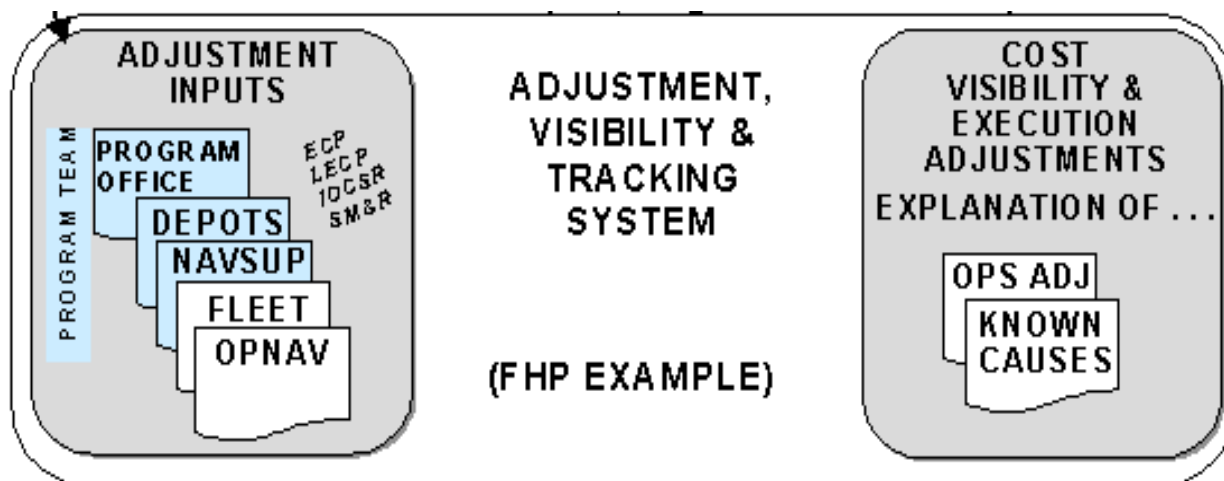 ADJUSTMENT
INPUTS
PROGRAM TEAM
PROGRAM
OFFICE
DEPOTS
NAVSUP
FLEET
OPNAV
ECP
LECP
IOCSR
SM&R
ADJUSTMENT,
VISIBILITY &
TRACKING
SYSTEM
(FHP EXAMPLE)
COST
VISIBILITY &
EXECUTION
ADJUSTMENTS
EXPLANATION OF . . .
OPS ADJ
KNOWN
CAUSES